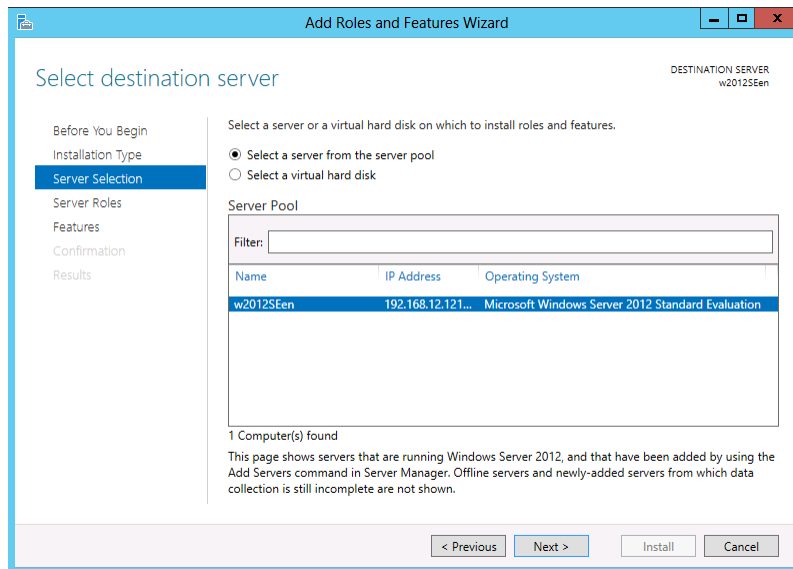 Add Roles and Features Wizard
Select destination server
DESTINATION SERVER
w2012SEen
Before You Begin
Installation Type
Server Selection
Server Roles
Features
Confirmation
Results
Select a server or a virtual hard disk on which to install roles and features.
Select a server from the server pool
Select a virtual hard disk
Server Pool
Filter:
Name IP Address Operating System
w2012SEen 192.168.12.121... Microsoft Windows Server 2012 Standard Evaluation
1 Computer(s) found
This page shows servers that are running Windows Server 2012, and that have been added by using the
Add Servers command in Server Manager. Offline servers and newly-added servers from which data
collection is still incomplete are not shown.
< Previous Next > Install Cancel